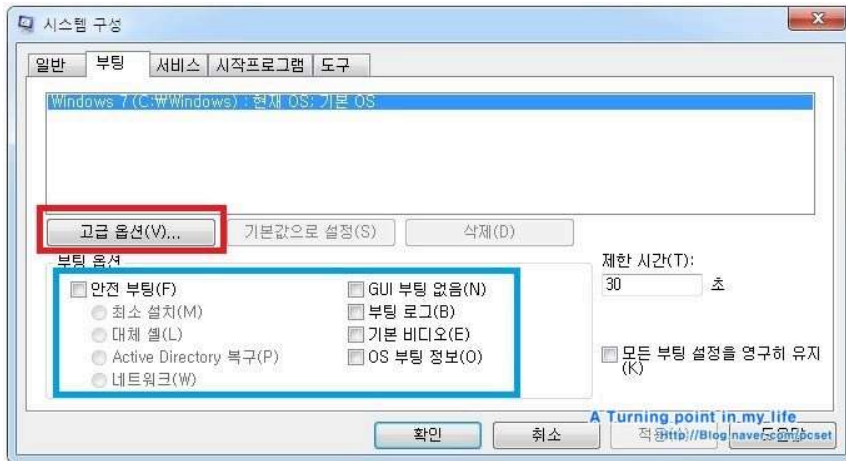 시스템 구성
일반 부팅 서비스 시작프로그램 도구
Windows 7 (C:₩Windows) : 현재 OS; 기본 OS
고급 옵션(V)... 기본값으로 설정(S) 삭제(D)
부팅 옵션
제한 시간(T):
안전 부팅(F) GUI 부팅 없음(N)
30 초
최소 설치(M) 부팅 로그(B)
대체 셸(L) 기본 비디오(E)
Active Directory 복구(P) OS 부팅 정보(O)
모든 부팅 설정을 영구히 유지
(K)
네트워크(W)
A Turning point in my life
확인 취소
Http://Blog.naver.com/pcset